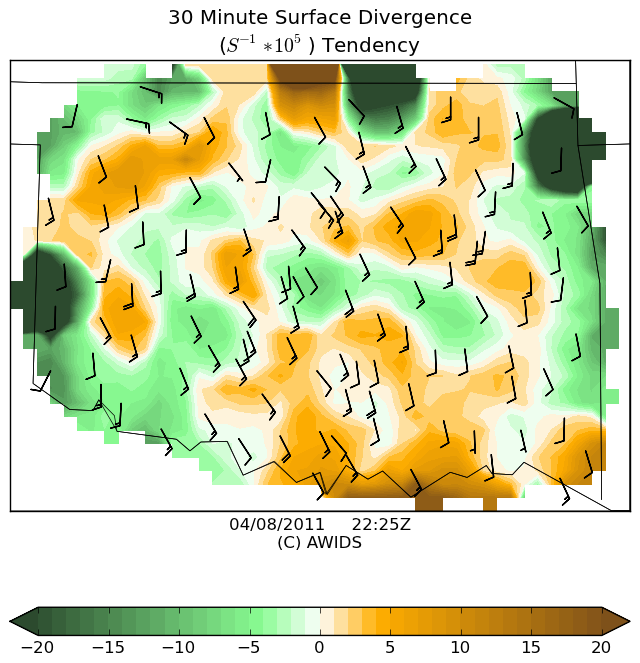 30 Minute Surface Divergence
(S⁻¹ * 10⁵ ) Tendency
04/08/2011 22:25Z
(C) AWIDS
−20 −15 −10 −5 0 5 10 15 20